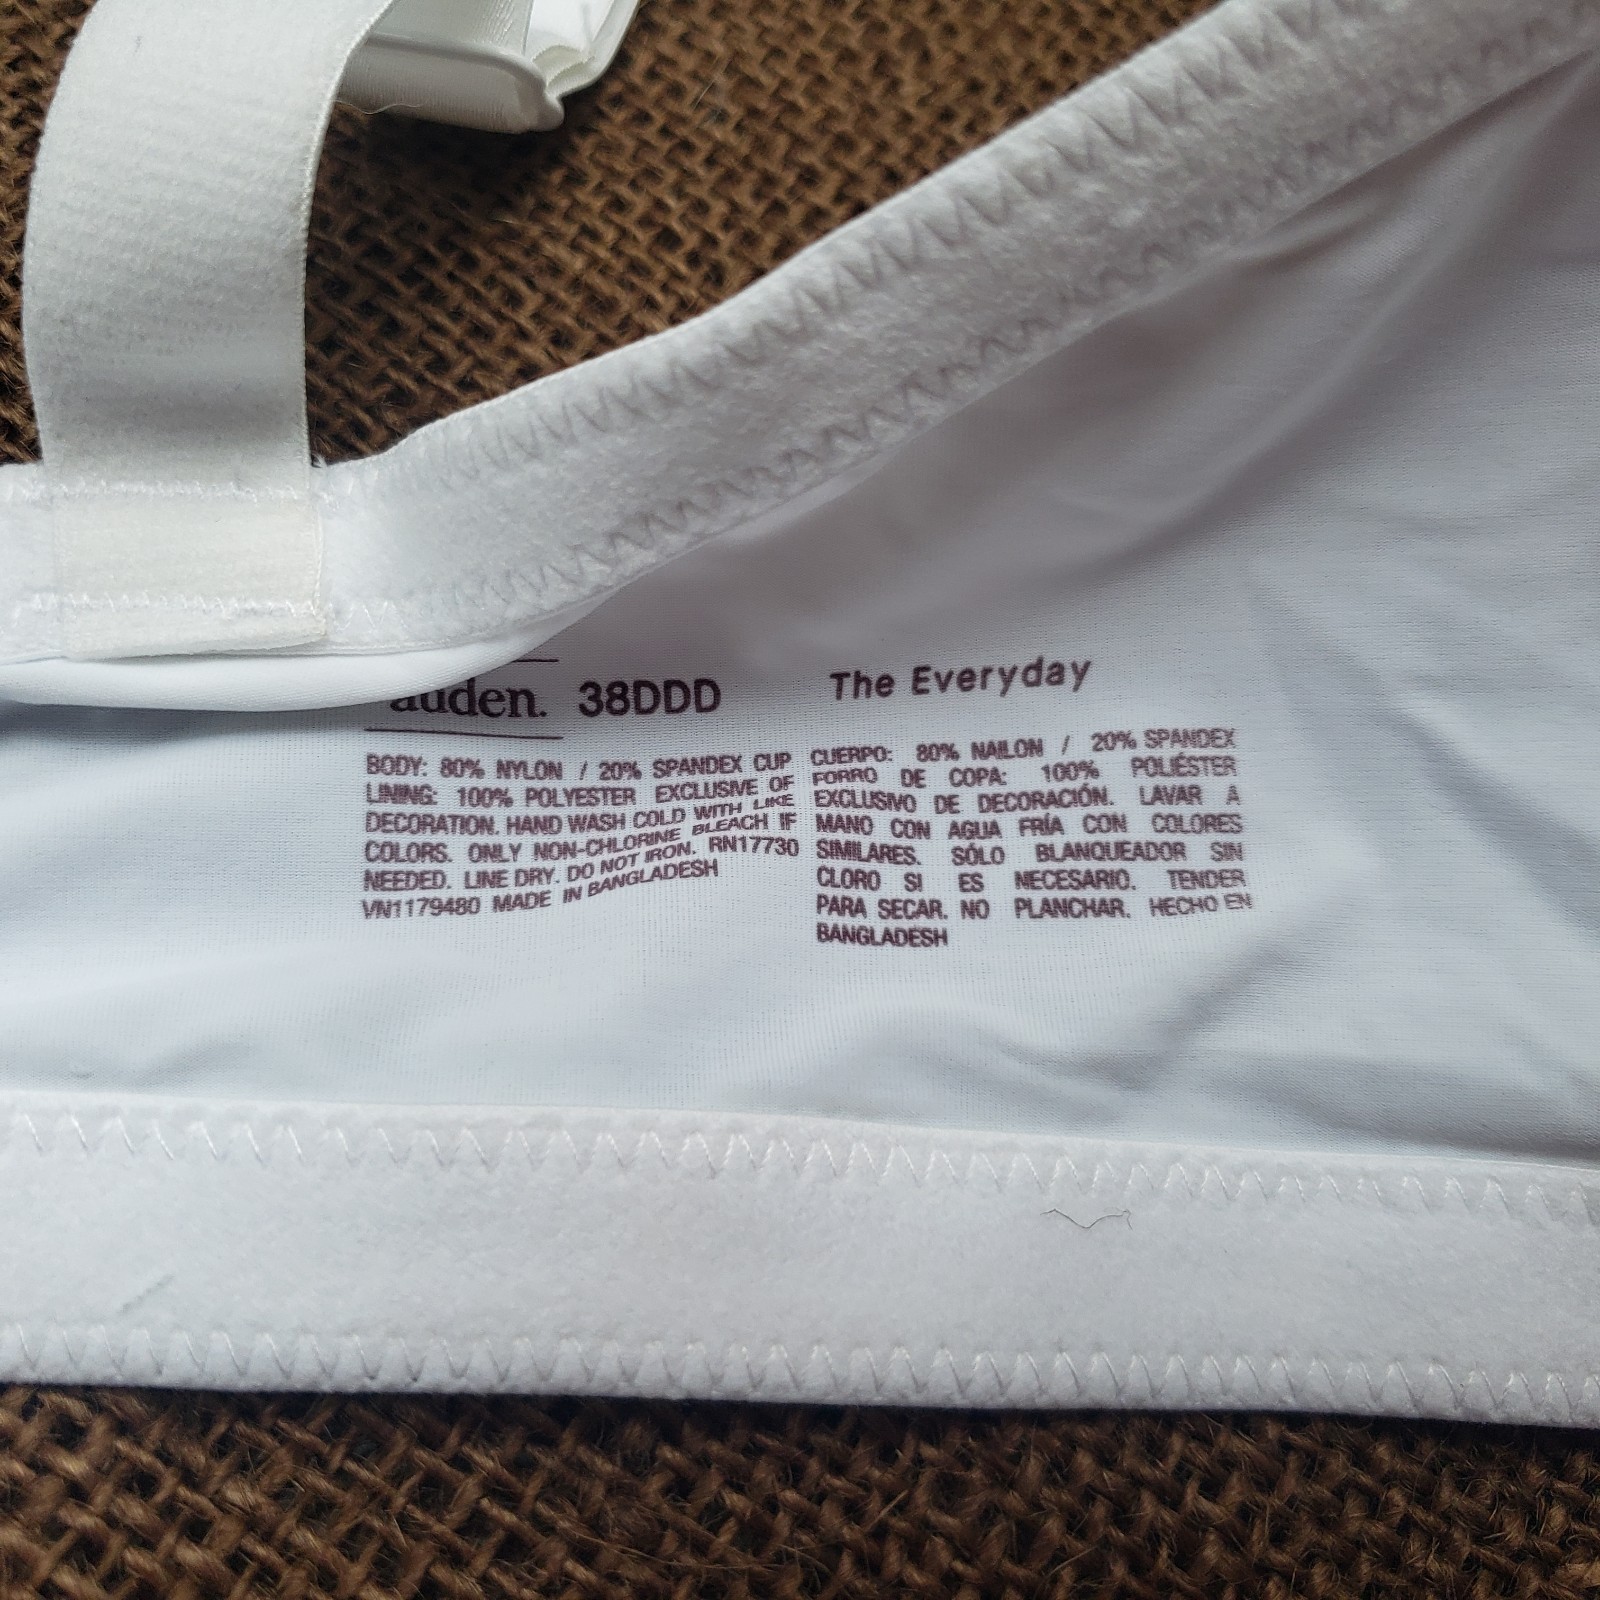 auden. 38DDD
The Everyday
BODY: 80% NYLON / 20% SPANDEX CUP
LINING: 100% POLYESTER EXCLUSIVE OF
DECORATION. HAND WASH COLD WITH LIKE
COLORS. ONLY NON-CHLORINE BLEACH IF
NEEDED. LINE DRY. DO NOT IRON. RN17730
VN1179480 MADE IN BANGLADESH
CUERPO: 80% NAILON / 20% SPANDEX
FORRO DE COPA: 100% POLIÉSTER
EXCLUSIVO DE DECORACIÓN. LAVAR A
MANO CON AGUA FRÍA CON COLORES
SIMILARES. SÓLO BLANQUEADOR SIN
CLORO SI ES NECESARIO. TENDER
PARA SECAR. NO PLANCHAR. HECHO EN
BANGLADESH